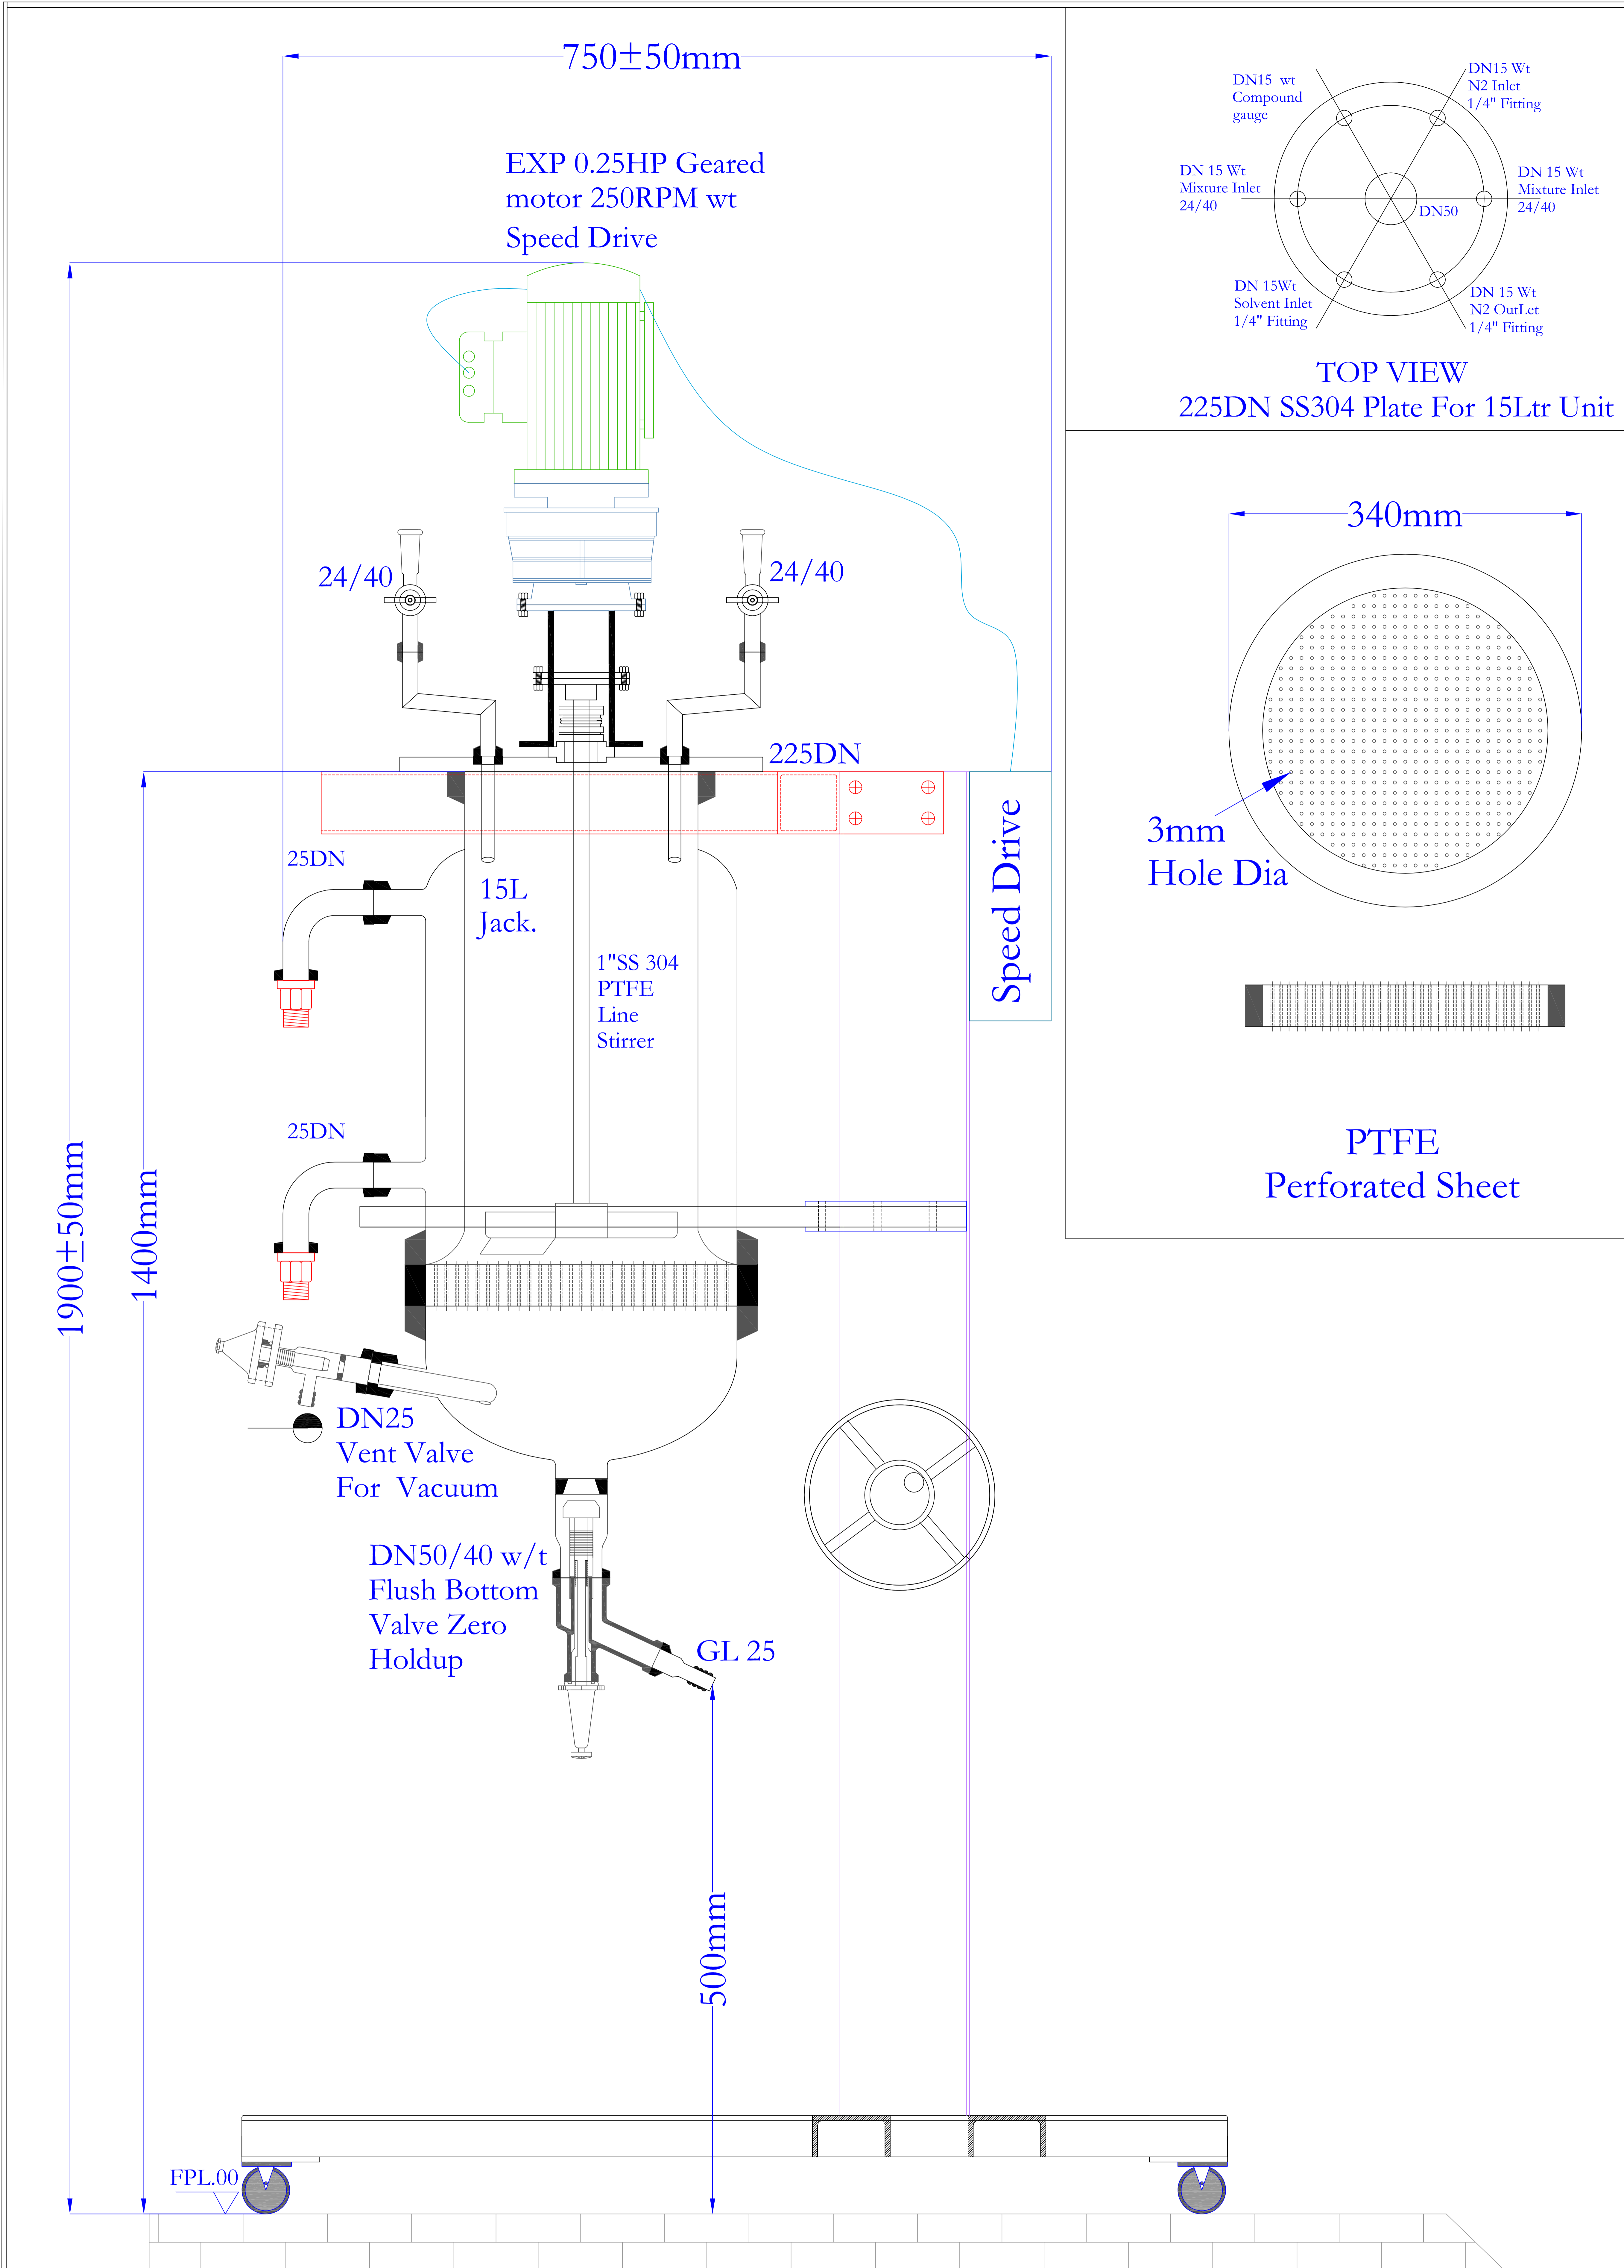 750±50mm
EXP 0.25HP Geared
motor 250RPM wt
Speed Drive
24/40
24/40
225DN
25DN
15L
Jack.
1"SS 304
PTFE
Line
Stirrer
Speed Drive
25DN
1900±50mm
1400mm
DN25
Vent Valve
For  Vacuum
DN50/40 w/t
Flush Bottom
Valve Zero
Holdup
GL 25
500mm
FPL.00
DN15  wt
Compound
gauge
DN15 Wt
N2 Inlet
1/4" Fitting
DN 15 Wt
Mixture Inlet
24/40
DN50
DN 15 Wt
Mixture Inlet
24/40
DN 15Wt
Solvent Inlet
1/4" Fitting
DN 15 Wt
N2 OutLet
1/4" Fitting
TOP VIEW
225DN SS304 Plate For 15Ltr Unit
340mm
3mm
Hole Dia
PTFE
Perforated Sheet